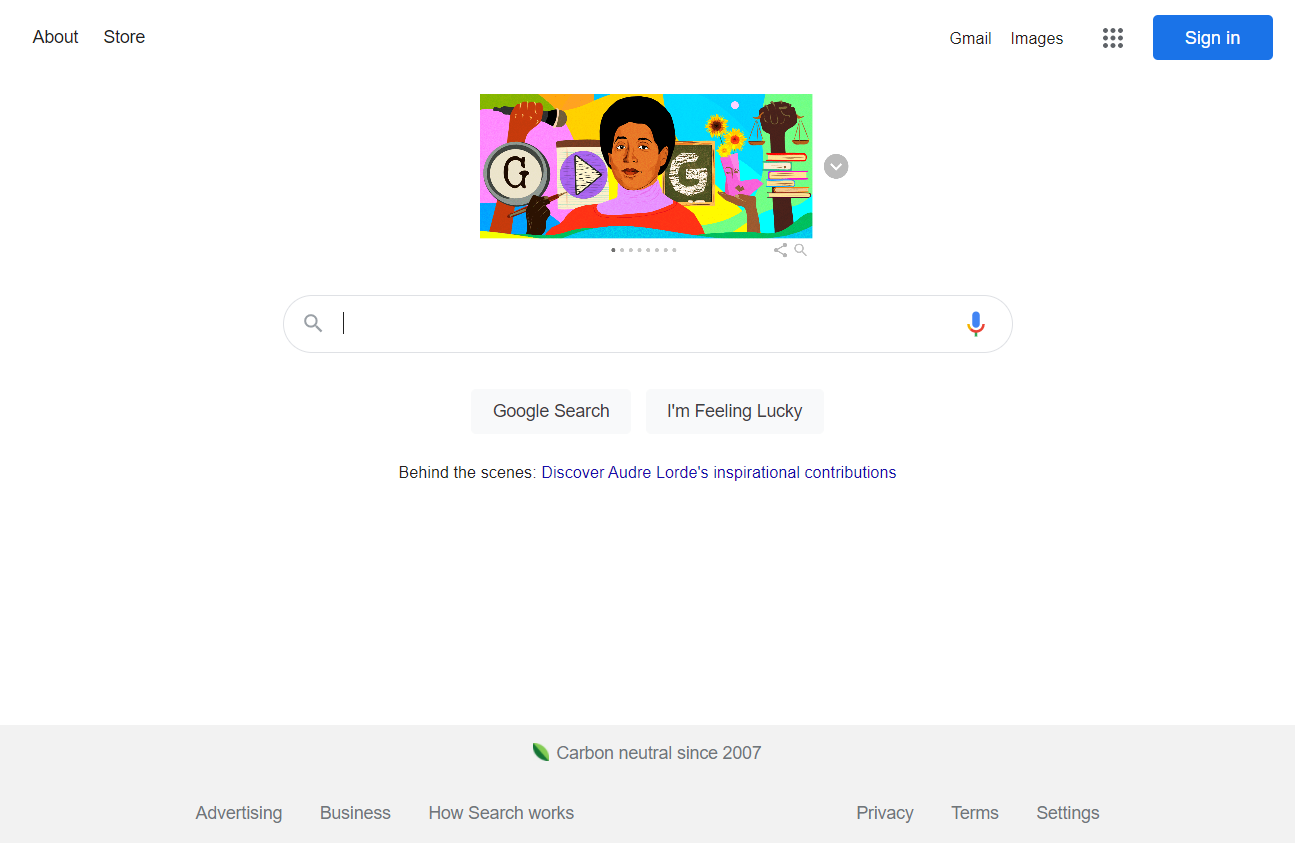 About Store Gmail Images Sign in
G G
Google Search I'm Feeling Lucky
Behind the scenes: Discover Audre Lorde's inspirational contributions
Carbon neutral since 2007
Advertising Business How Search works Privacy Terms Settings